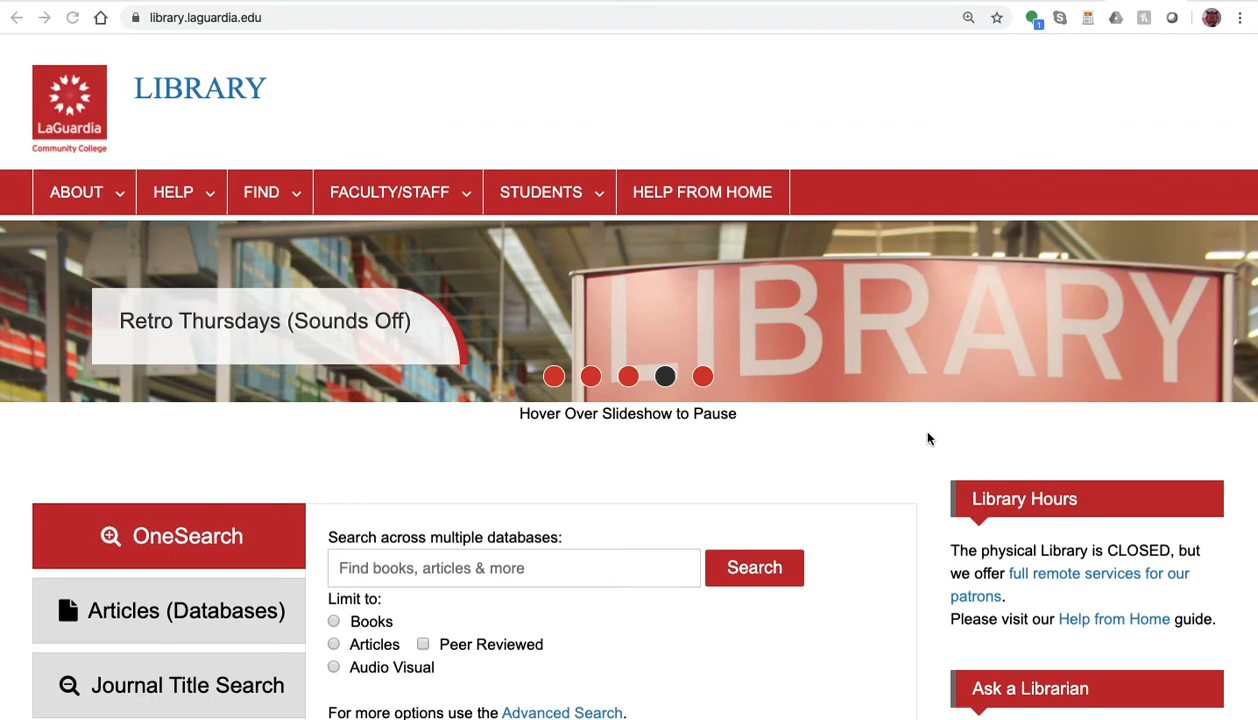 library.laguardia.edu
1
LaGuardia
Community College
LIBRARY
ABOUT HELP FIND FACULTY/STAFF STUDENTS HELP FROM HOME
LIBRARY
Retro Thursdays (Sounds Off)
Hover Over Slideshow to Pause
OneSearch
Articles (Databases)
Journal Title Search
Search across multiple databases:
Find books, articles & more
Search
Limit to:
Books
Articles Peer Reviewed
Audio Visual
For more options use the Advanced Search.
Library Hours
The physical Library is CLOSED, but
we offer full remote services for our
patrons.
Please visit our Help from Home guide.
Ask a Librarian